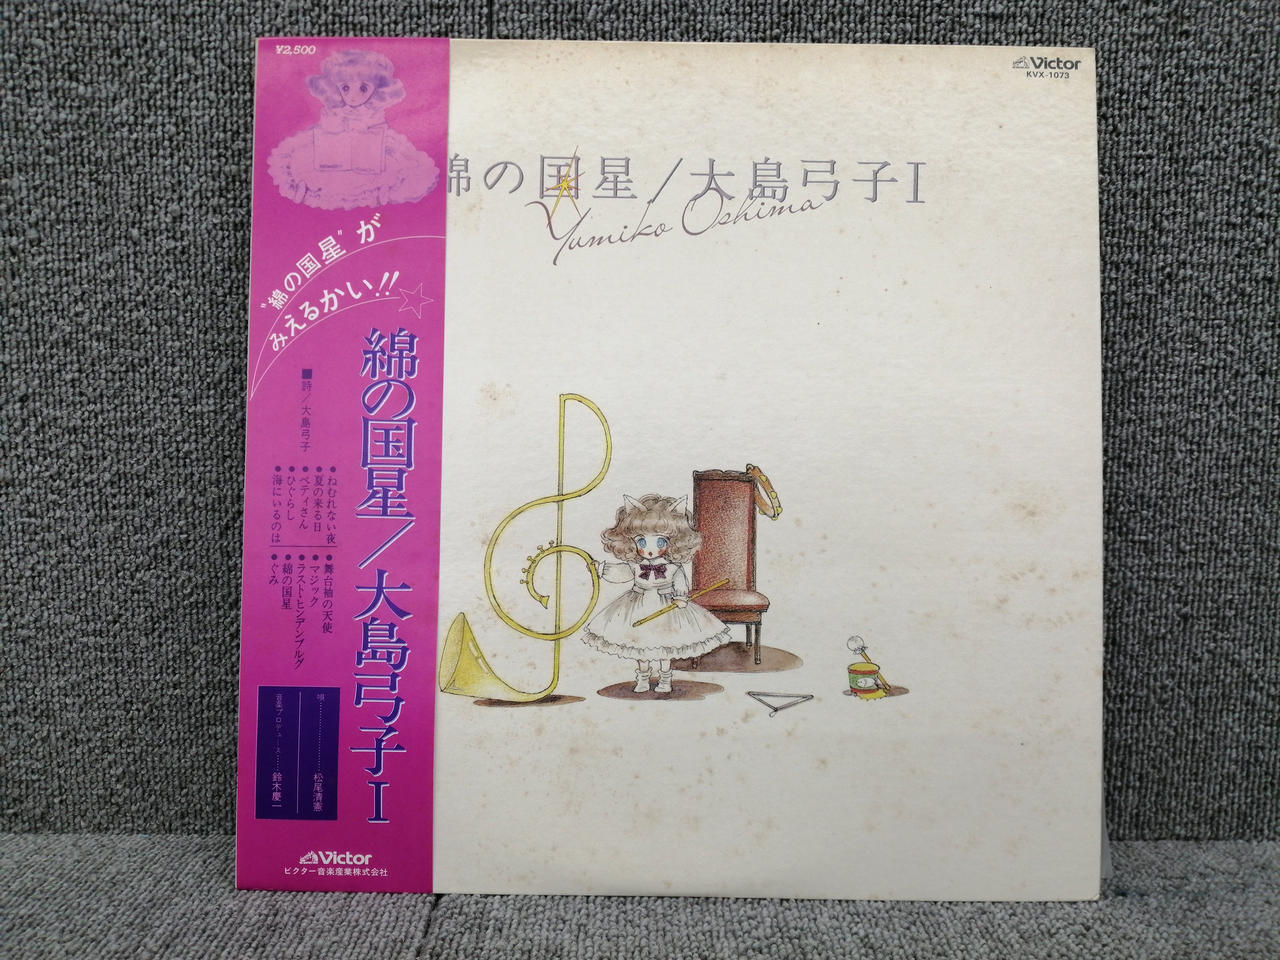 ¥2,500
"綿の国星"が
みえるかい!!
綿の国星／大島弓子I
■詩／大島弓子
●ねむれない夜
●夏の来る日
●ペティさん
●ひぐらし
●海にいるのは
●舞台袖の天使
●マジック
●ラスト・ヒンデンブルグ
●綿の国星
●ぐみ
唄………………松尾清憲
音楽プロデュース……鈴木慶一
Victor
ビクター音楽産業株式会社
Victor
KVX-1073
綿の国星／大島弓子I
Yumiko Oshima